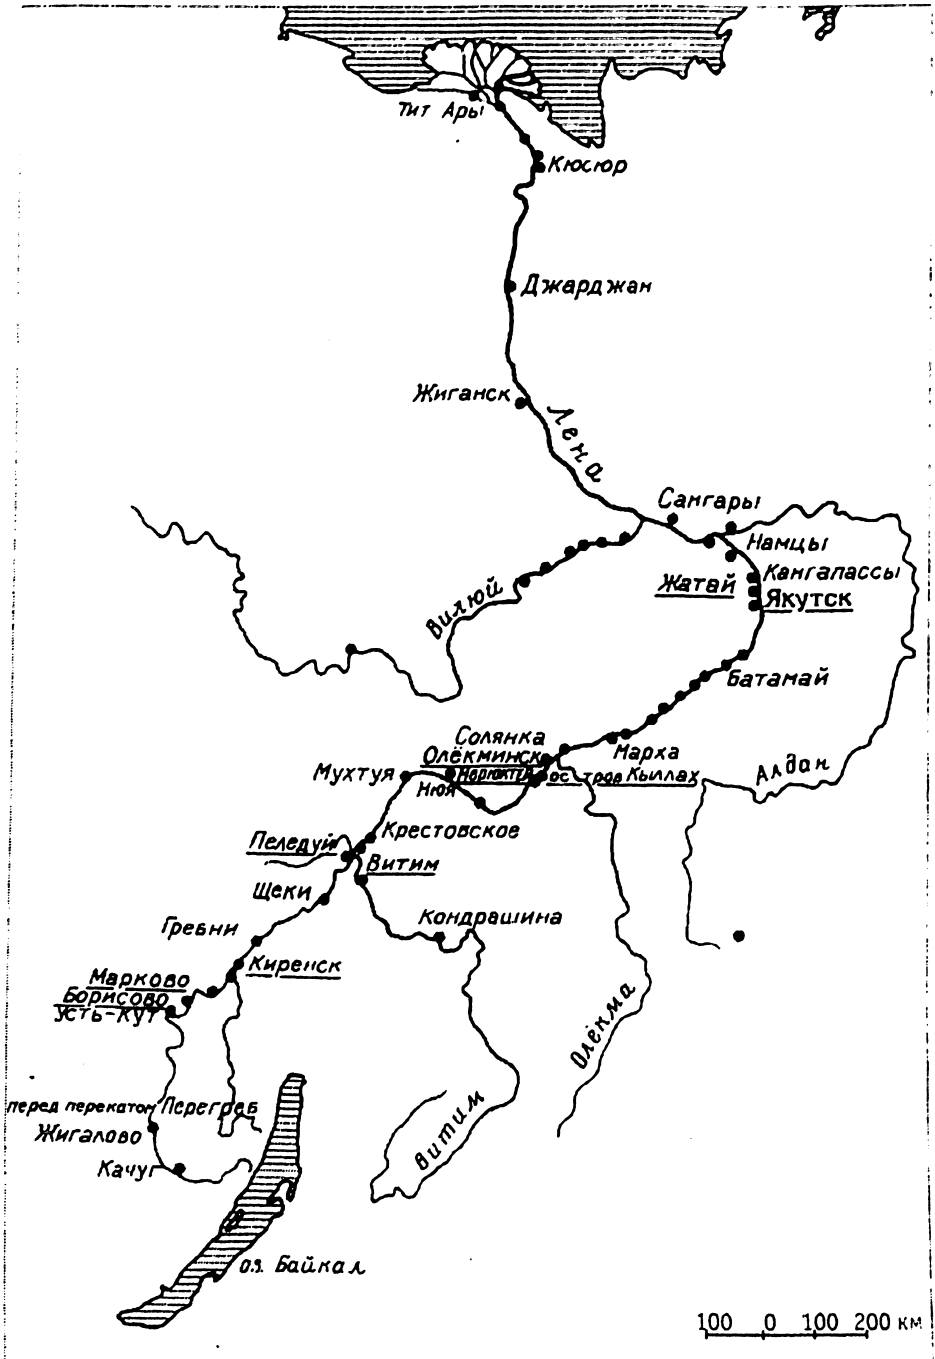 Тит Ары
Кюсюр
Джарджан
Жиганск
Лена
Сангары
Намцы
Кангалассы
Жатай
Якутск
Вилюй
Батамай
Солянка
Олёкминск
Марха
Мухтуя
остров Кыллах
Нюя
Алдан
Крестовское
Пеледуй
Витим
Щеки
Кондрашина
Гребни
Киренск
Марково
Борисово
Усть-Кут
Олёкма
перед перекатом Переграб
Жигалово
Витим
Качуг
оз. Байкал
100 0 100 200 км